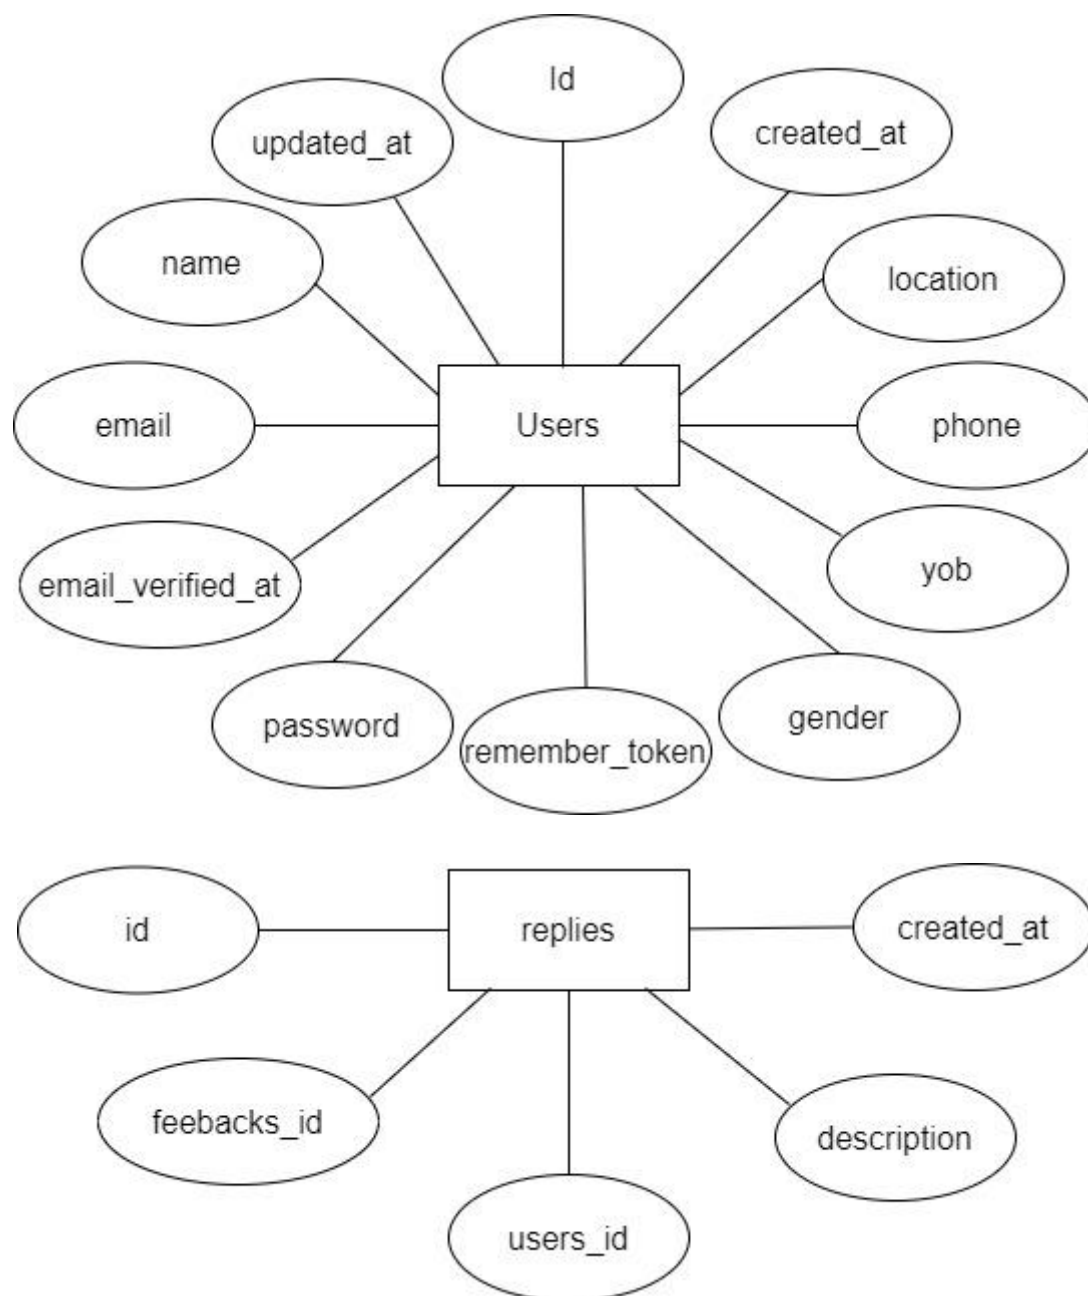 Id
updated_at
created_at
name
location
email
Users
phone
email_verified_at
yob
password
remember_token
gender
id
replies
created_at
feebacks_id
description
users_id